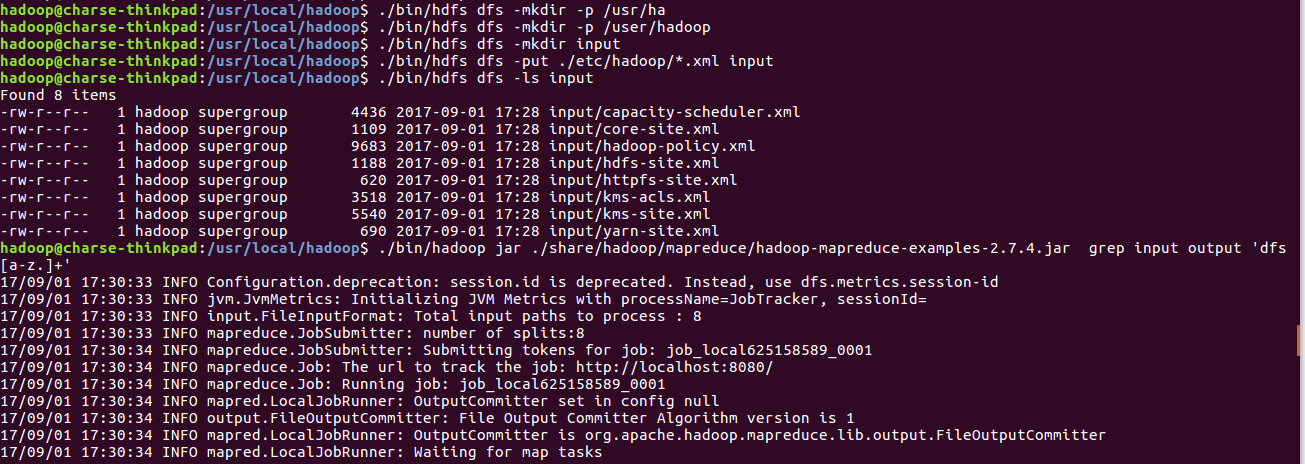 hadoop@charse-thinkpad:/usr/local/hadoop$ ./bin/hdfs dfs -mkdir -p /usr/ha
hadoop@charse-thinkpad:/usr/local/hadoop$ ./bin/hdfs dfs -mkdir -p /user/hadoop
hadoop@charse-thinkpad:/usr/local/hadoop$ ./bin/hdfs dfs -mkdir input
hadoop@charse-thinkpad:/usr/local/hadoop$ ./bin/hdfs dfs -put ./etc/hadoop/*.xml input
hadoop@charse-thinkpad:/usr/local/hadoop$ ./bin/hdfs dfs -ls input
Found 8 items
-rw-r--r--   1 hadoop supergroup       4436 2017-09-01 17:28 input/capacity-scheduler.xml
-rw-r--r--   1 hadoop supergroup       1109 2017-09-01 17:28 input/core-site.xml
-rw-r--r--   1 hadoop supergroup       9683 2017-09-01 17:28 input/hadoop-policy.xml
-rw-r--r--   1 hadoop supergroup       1188 2017-09-01 17:28 input/hdfs-site.xml
-rw-r--r--   1 hadoop supergroup        620 2017-09-01 17:28 input/httpfs-site.xml
-rw-r--r--   1 hadoop supergroup       3518 2017-09-01 17:28 input/kms-acls.xml
-rw-r--r--   1 hadoop supergroup       5540 2017-09-01 17:28 input/kms-site.xml
-rw-r--r--   1 hadoop supergroup        690 2017-09-01 17:28 input/yarn-site.xml
hadoop@charse-thinkpad:/usr/local/hadoop$ ./bin/hadoop jar ./share/hadoop/mapreduce/hadoop-mapreduce-examples-2.7.4.jar  grep input output 'dfs
[a-z.]+'
17/09/01 17:30:33 INFO Configuration.deprecation: session.id is deprecated. Instead, use dfs.metrics.session-id
17/09/01 17:30:33 INFO jvm.JvmMetrics: Initializing JVM Metrics with processName=JobTracker, sessionId=
17/09/01 17:30:33 INFO input.FileInputFormat: Total input paths to process : 8
17/09/01 17:30:33 INFO mapreduce.JobSubmitter: number of splits:8
17/09/01 17:30:34 INFO mapreduce.JobSubmitter: Submitting tokens for job: job_local625158589_0001
17/09/01 17:30:34 INFO mapreduce.Job: The url to track the job: http://localhost:8080/
17/09/01 17:30:34 INFO mapreduce.Job: Running job: job_local625158589_0001
17/09/01 17:30:34 INFO mapred.LocalJobRunner: OutputCommitter set in config null
17/09/01 17:30:34 INFO output.FileOutputCommitter: File Output Committer Algorithm version is 1
17/09/01 17:30:34 INFO mapred.LocalJobRunner: OutputCommitter is org.apache.hadoop.mapreduce.lib.output.FileOutputCommitter
17/09/01 17:30:34 INFO mapred.LocalJobRunner: Waiting for map tasks